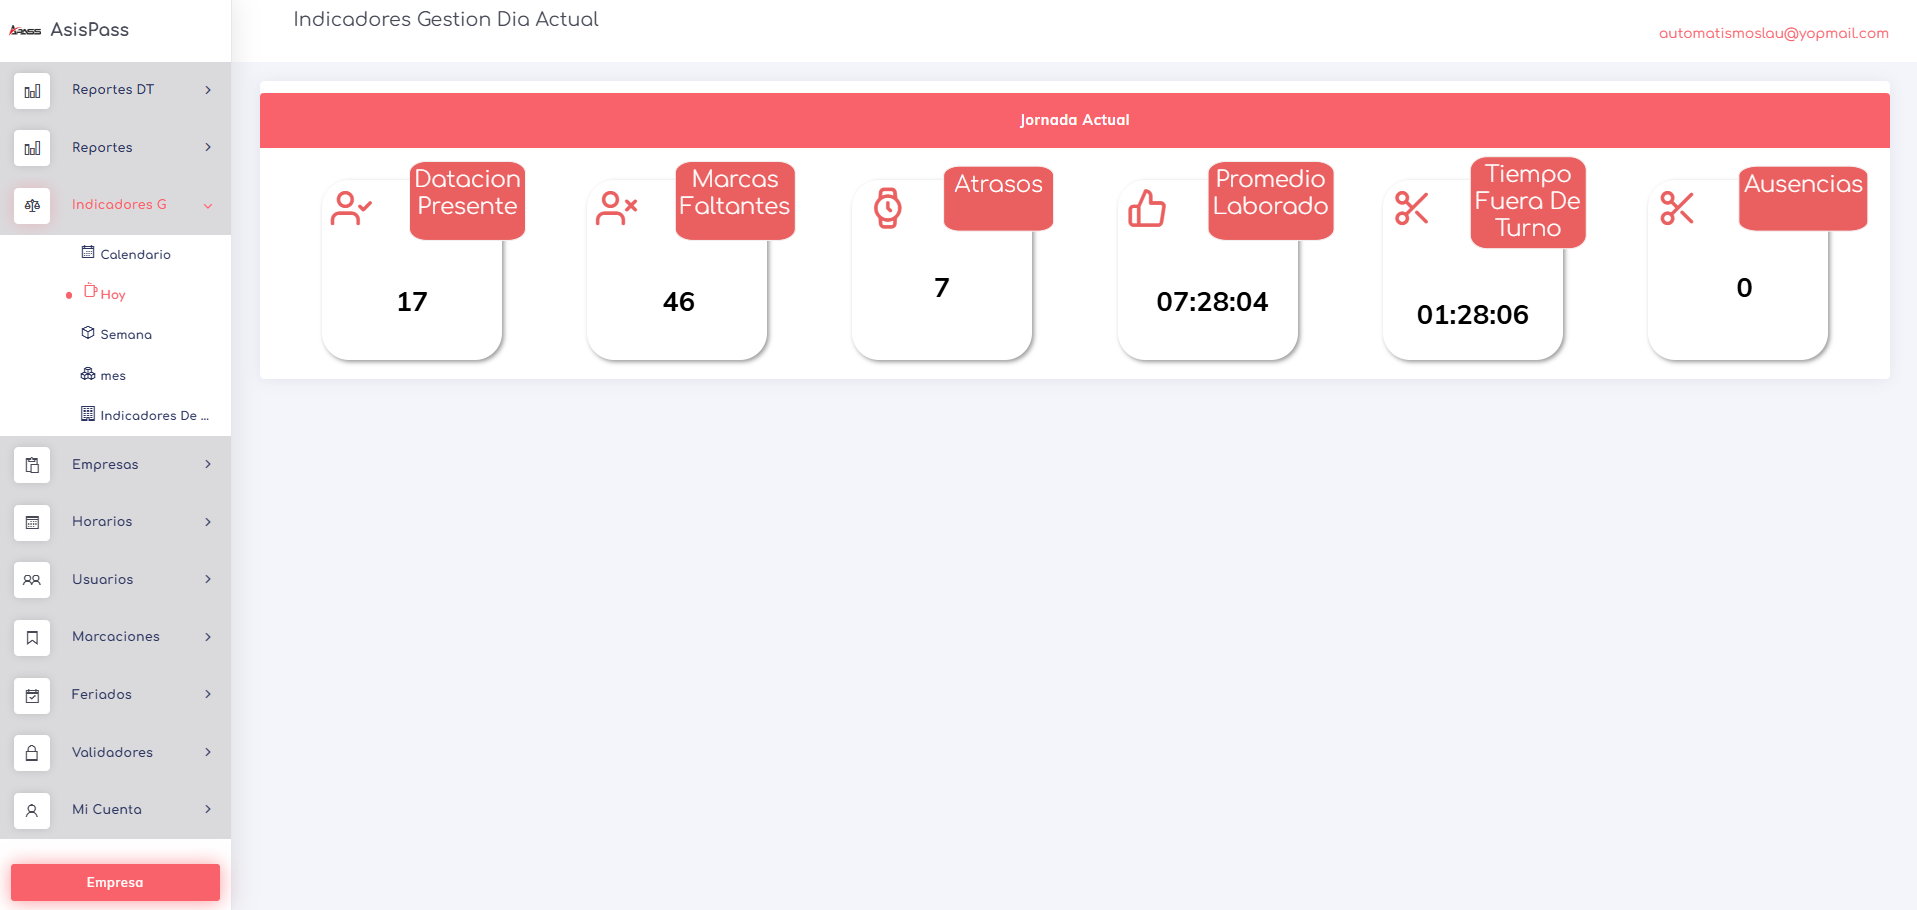 AsisPass
Indicadores Gestion Dia Actual
automatismoslau@yopmail.com
Reportes DT
Reportes
Indicadores G
Calendario
Hoy
Semana
mes
Indicadores De ...
Empresas
Horarios
Usuarios
Marcaciones
Feriados
Validadores
Mi Cuenta
Empresa
Jornada Actual
Datacion
Presente
17
Marcas
Faltantes
46
Atrasos
7
Promedio
Laborado
07:28:04
Tiempo
Fuera De
Turno
01:28:06
Ausencias
0